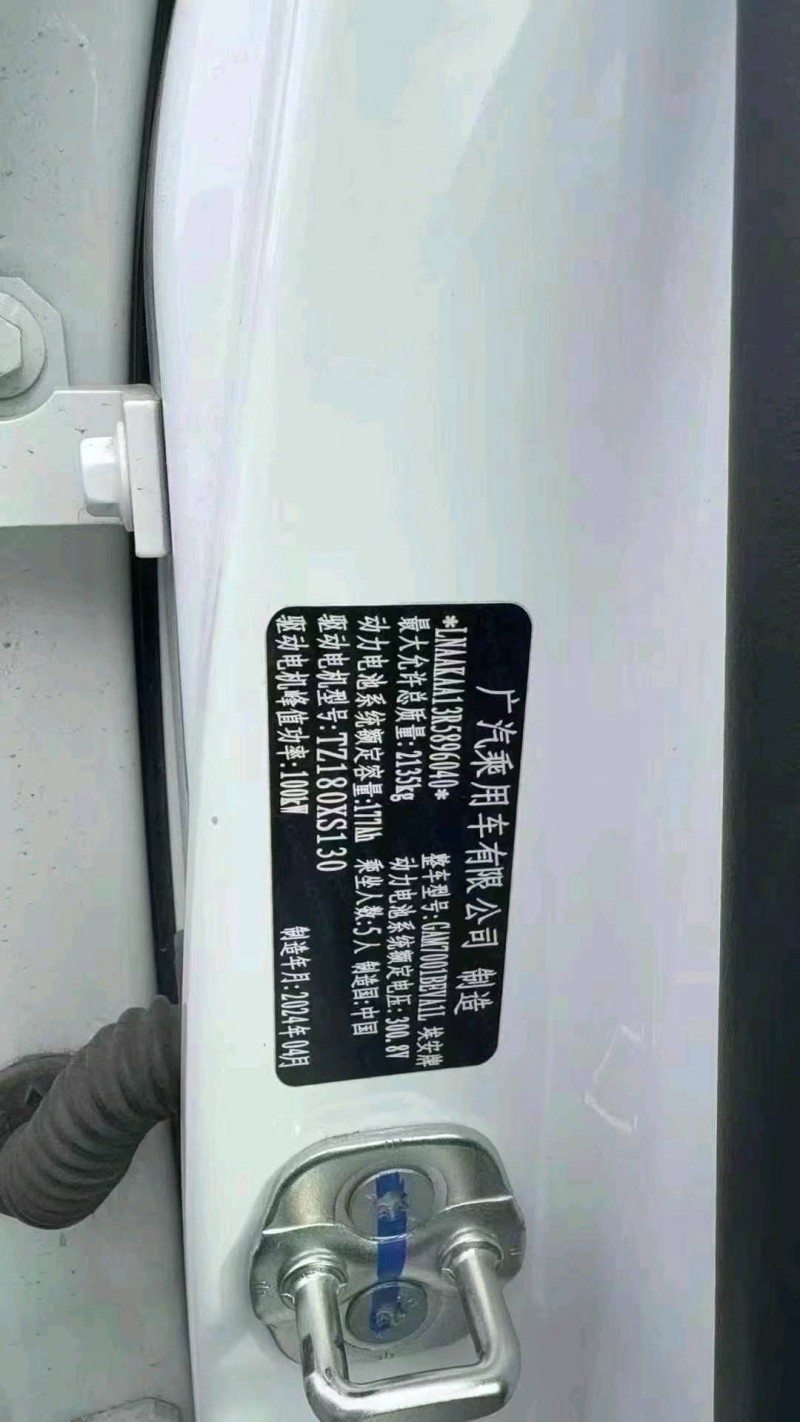 广汽乘用车有限公司 制造
*LNAAKAA13R5896040* 整车型号:GAM7001BEVA1L 埃安牌
最大允许总质量:2135kg 动力电池系统额定电压:300.8V
动力电池系统额定容量:177Ah 乘坐人数:5人 制造国:中国
驱动电机型号:TZ180XS130
驱动电机峰值功率:100kW 制造年月:2024年04月